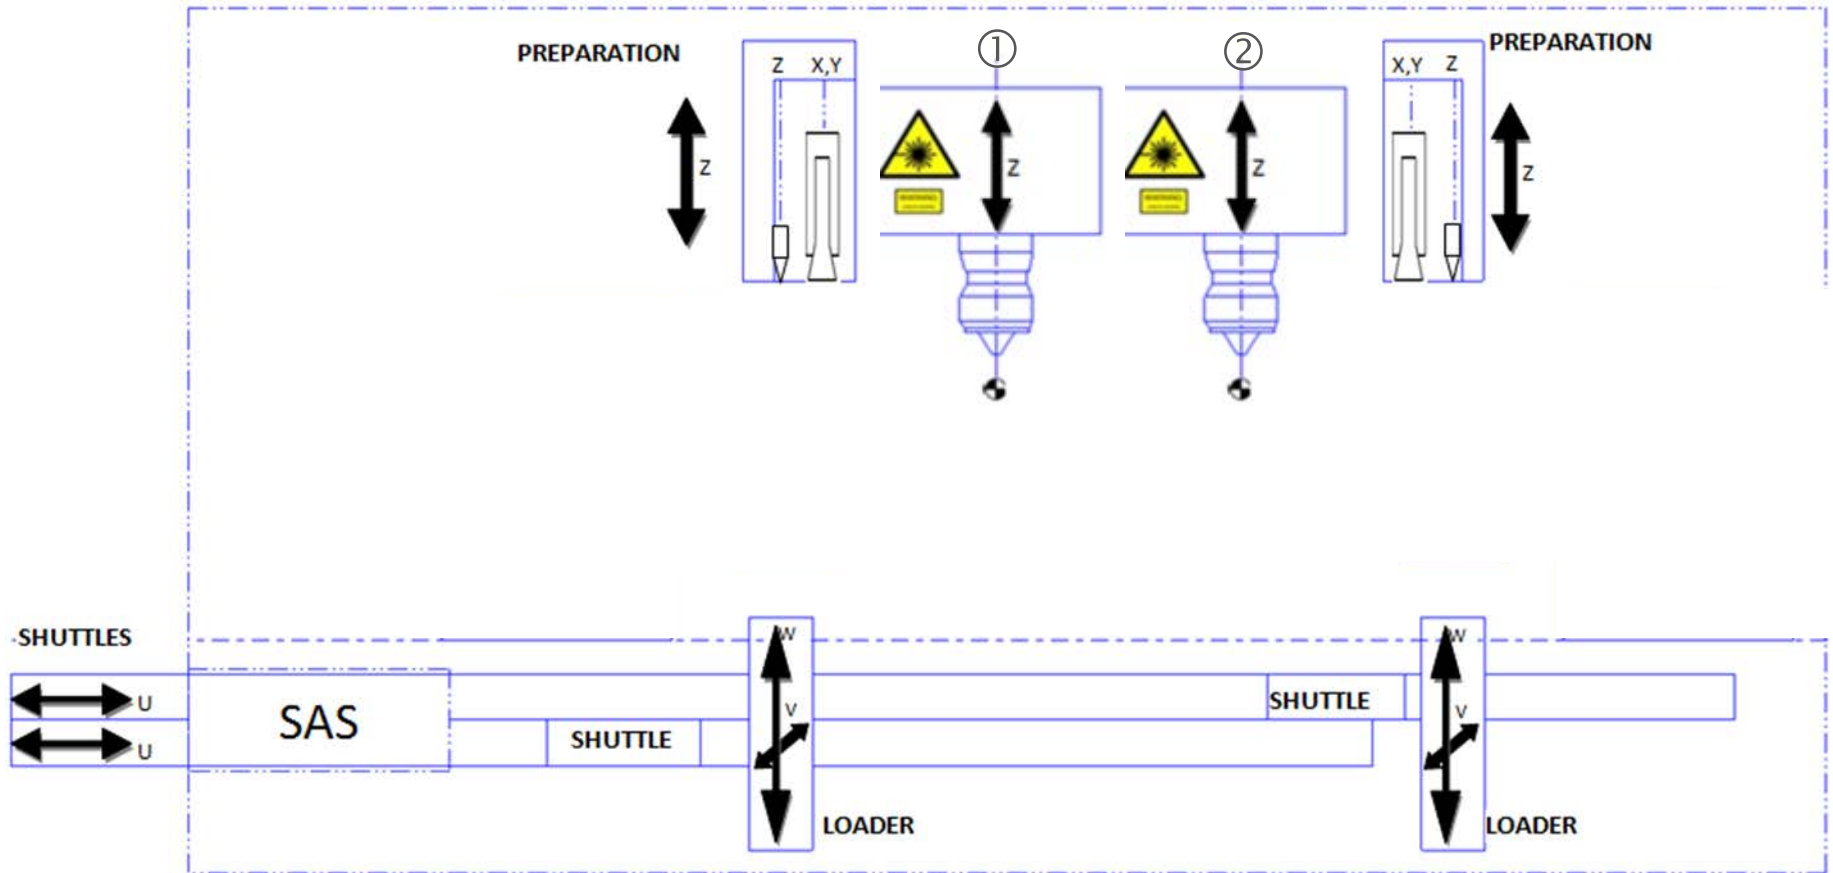 ① ②
PREPARATION PREPARATION
Z X,Y X,Y Z
Z Z Z Z
SHUTTLES W W
U SAS V SHUTTLE V
U SHUTTLE
LOADER LOADER